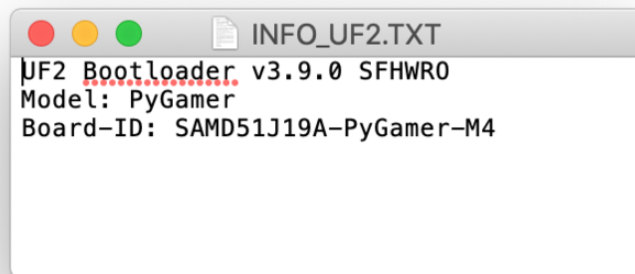 INFO_UF2.TXT
UF2 Bootloader v3.9.0 SFHWRO
Model: PyGamer
Board-ID: SAMD51J19A-PyGamer-M4